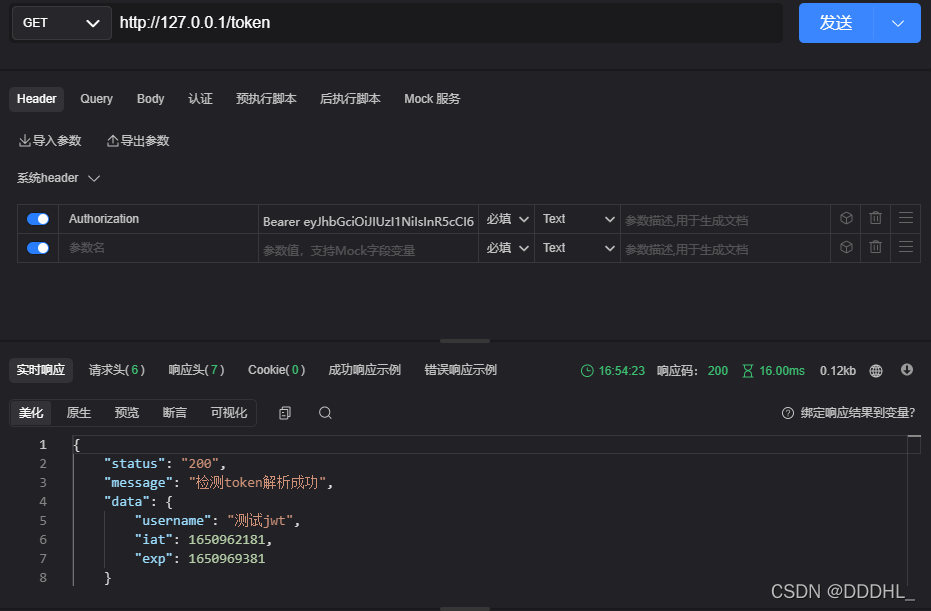 GET http://127.0.0.1/token 发送
Header Query Body 认证 预执行脚本 后执行脚本 Mock 服务
导入参数 导出参数
系统header
Authorization Bearer eyJhbGciOiJIUzI1NiIsInR5cCI6 必填 Text 参数描述,用于生成文档
参数名 参数值，支持Mock字段变量 必填 Text 参数描述,用于生成文档
实时响应 请求头(6) 响应头(7) Cookie(0) 成功响应示例 错误响应示例 16:54:23 响应码： 200 16.00ms 0.12kb
美化 原生 预览 断言 可视化 绑定响应结果到变量?
1 {
2 "status": "200",
3 "message": "检测token解析成功",
4 "data": {
5 "username": "测试jwt",
6 "iat": 1650962181,
7 "exp": 1650969381
8 }
CSDN @DDDHL_